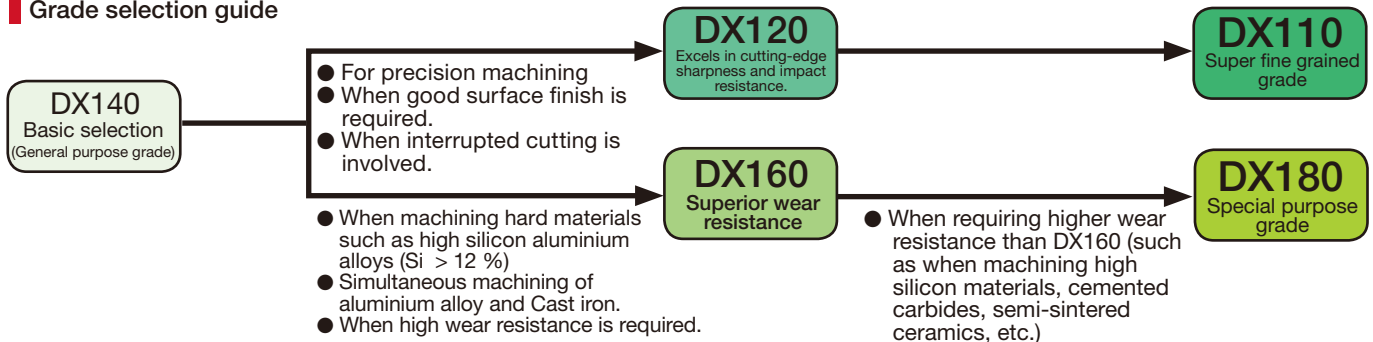 Grade selection guide
DX140
Basic selection
(General purpose grade)
● For precision machining
● When good surface finish is
required.
● When interrupted cutting is
involved.
● When machining hard materials
such as high silicon aluminium
alloys (Si > 12 %)
● Simultaneous machining of
aluminium alloy and Cast iron.
● When high wear resistance is required.
DX120
Excels in cutting-edge
sharpness and impact
resistance.
DX160
Superior wear
resistance
● When requiring higher wear
resistance than DX160 (such
as when machining high
silicon materials, cemented
carbides, semi-sintered
ceramics, etc.)
DX110
Super fine grained
grade
DX180
Special purpose
grade